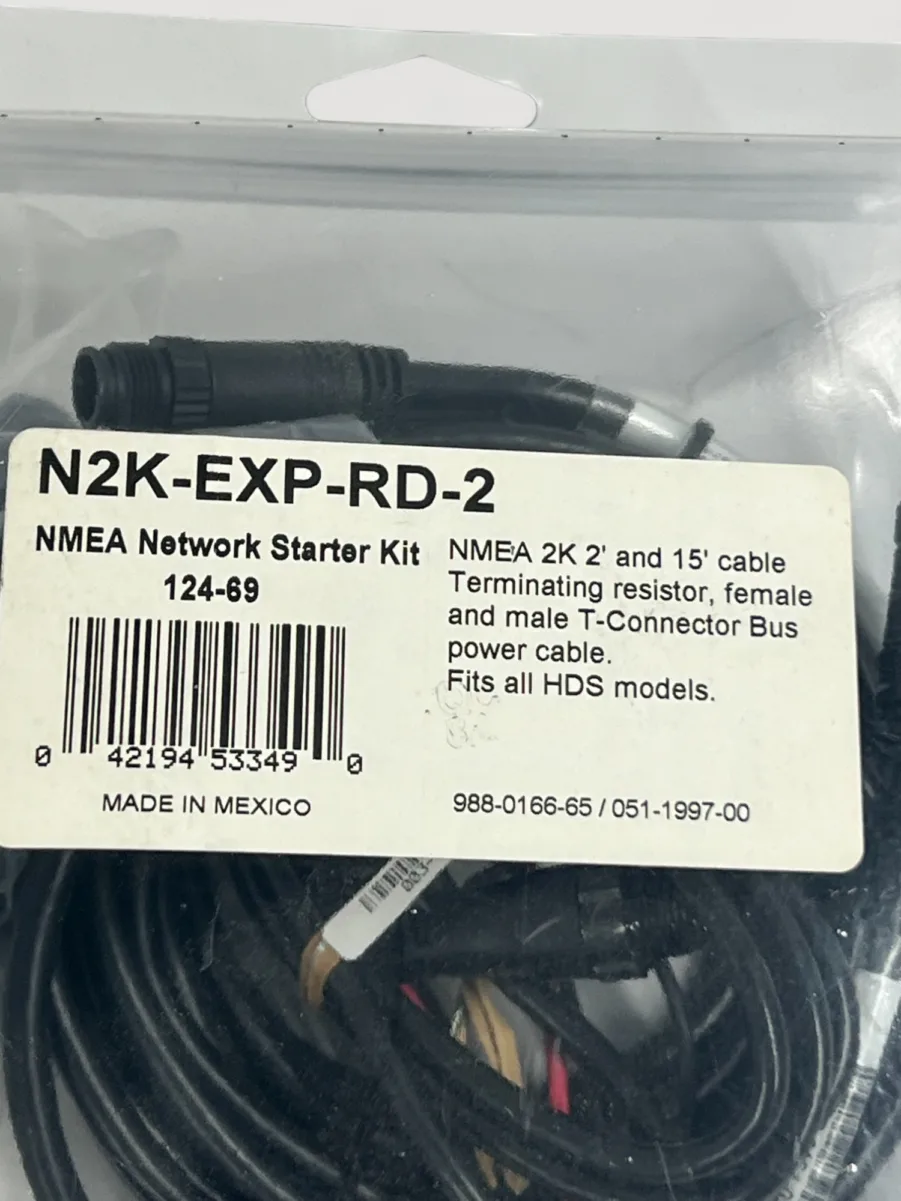 N2K-EXP-RD-2
NMEA Network Starter Kit
124-69
0 42194 53349 0
MADE IN MEXICO
NMEA 2K 2' and 15' cable
Terminating resistor, female
and male T-Connector Bus
power cable.
Fits all HDS models.
988-0166-65 / 051-1997-00
003-